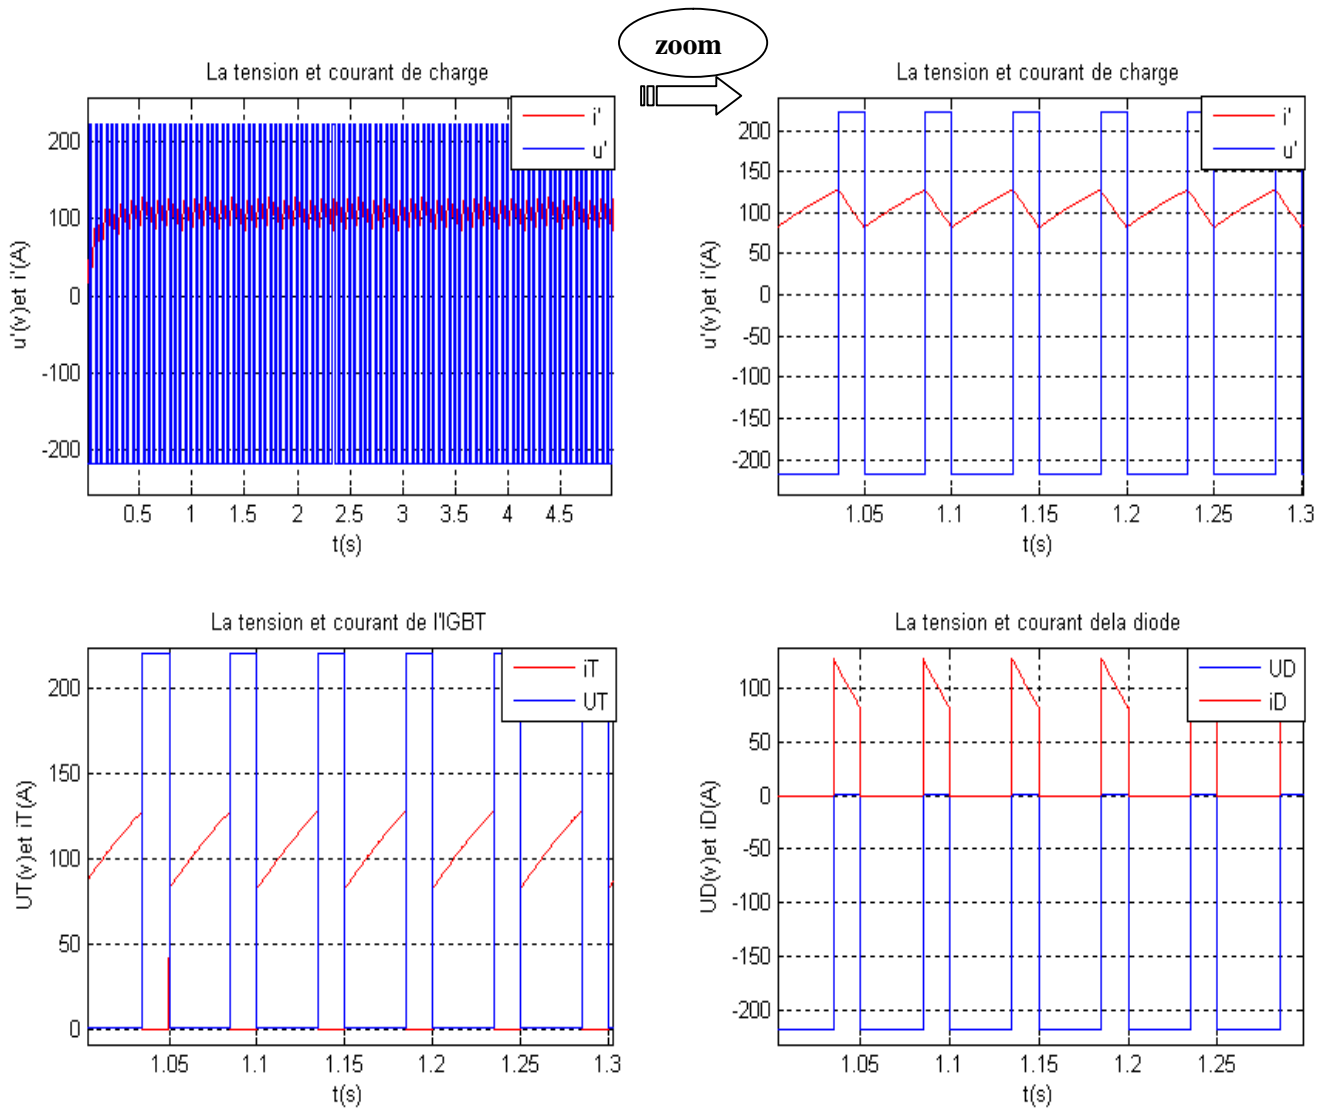 zoom
La tension et courant de charge
i'
u'
200
100
0
-100
-200
u'(v)et i'(A)
0.5 1 1.5 2 2.5 3 3.5 4 4.5
t(s)
La tension et courant de charge
i'
u'
200
150
100
50
0
-50
-100
-150
-200
u'(v)et i'(A)
1.05 1.1 1.15 1.2 1.25 1.3
t(s)
La tension et courant de l'IGBT
iT
UT
200
150
100
50
0
UT(v)et iT(A)
1.05 1.1 1.15 1.2 1.25 1.3
t(s)
La tension et courant dela diode
UD
iD
100
50
0
-50
-100
-150
-200
UD(v)et iD(A)
1.05 1.1 1.15 1.2 1.25
t(s)